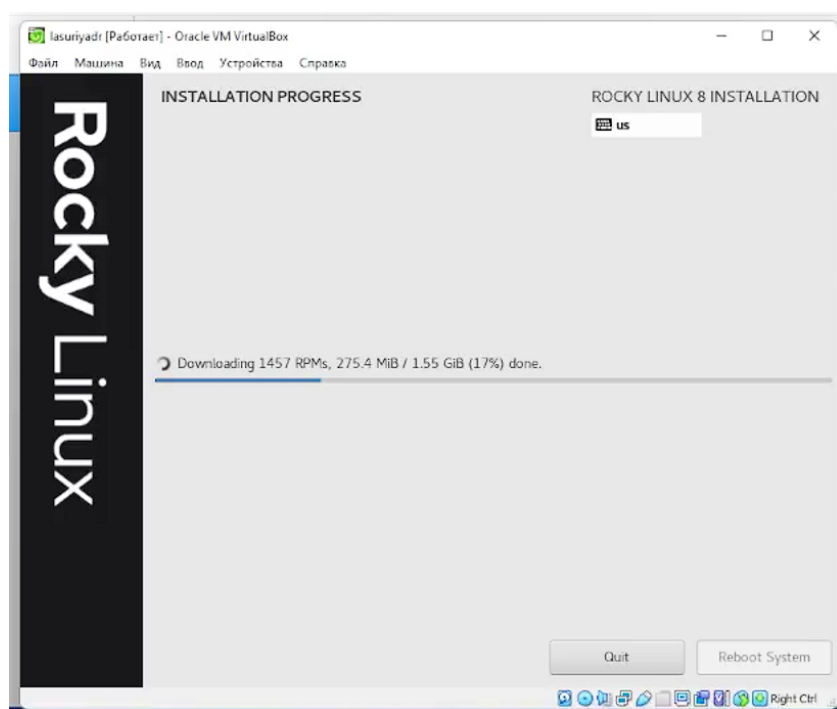 lasuriyadr [Работает] - Oracle VM VirtualBox
Файл Машина Вид Ввод Устройства Справка
Rocky Linux
INSTALLATION PROGRESS
ROCKY LINUX 8 INSTALLATION
us
Downloading 1457 RPMs, 275.4 MiB / 1.55 GiB (17%) done.
Quit
Reboot System
Right Ctrl